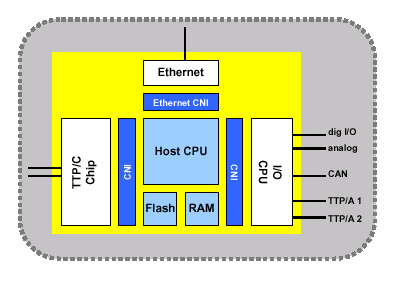 Ethernet
Ethernet CNI
TTP/C
Chip
CNI
Host CPU
CNI
I/O
CPU
Flash
RAM
dig I/O
analog
CAN
TTP/A 1
TTP/A 2